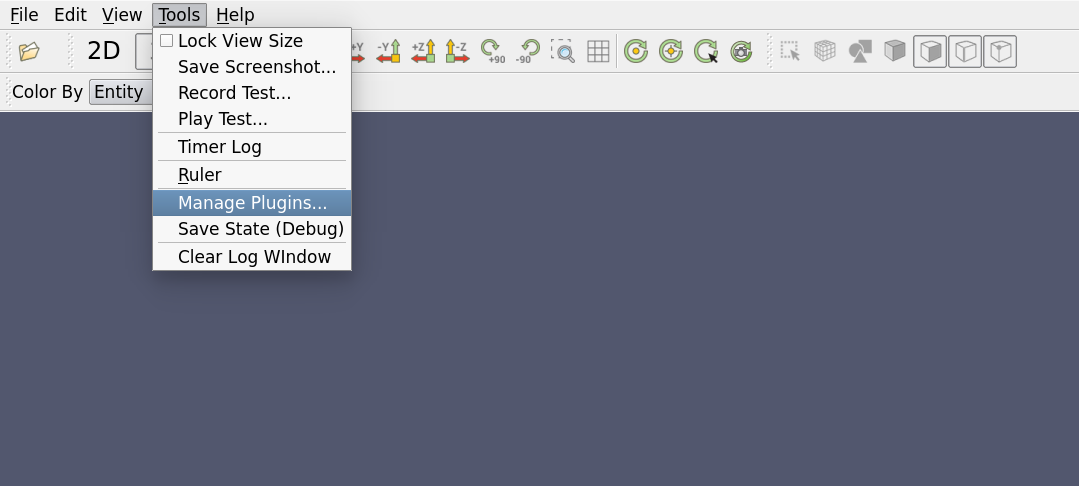 File Edit View Tools Help
Lock View Size
2D +Y -Y +Z -Z +90 -90
Save Screenshot...
Color By Entity
Record Test...
Play Test...
Timer Log
Ruler
Manage Plugins...
Save State (Debug)
Clear Log WIndow